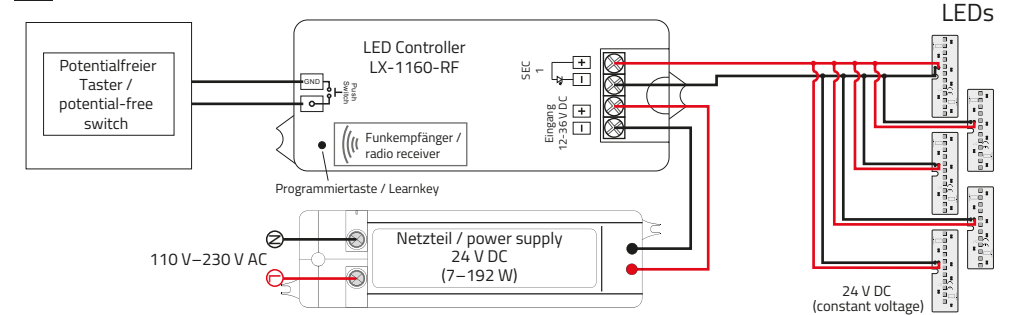 LEDs
Potentialfreier
Taster /
potential-free
switch
GND
Push
Switch
LED Controller
LX-1160-RF
SEC
1
+
−
Eingang
12-36 V DC
+
−
Funkempfänger /
radio receiver
Programmiertaste / Learnkey
N
110 V–230 V AC
L
Netzteil / power supply
24 V DC
(7–192 W)
24 V DC
(constant voltage)